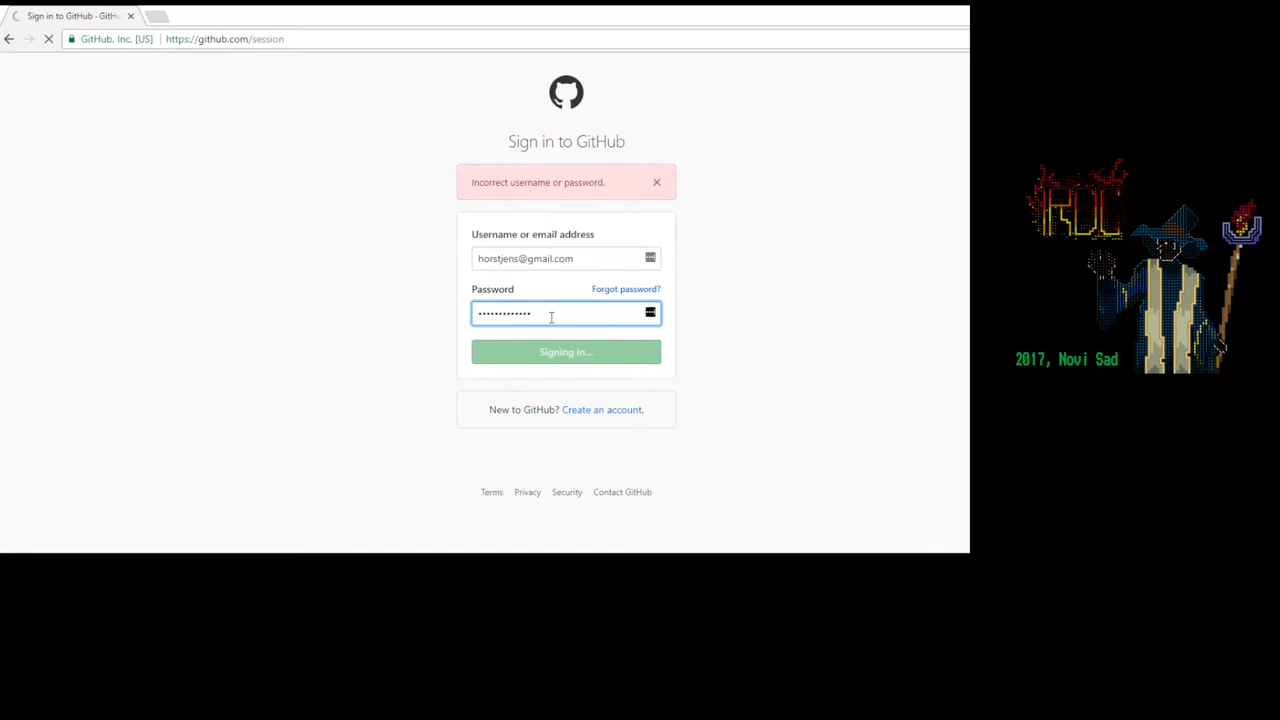 Sign in to GitHub · GitHu
GitHub, Inc. [US]
https://github.com/session
Sign in to GitHub
Incorrect username or password.
Username or email address
horstjens@gmail.com
Password
Forgot password?
•••••••••••••
Signing in...
New to GitHub? Create an account.
Terms
Privacy
Security
Contact GitHub
IRDC
2017, Novi Sad